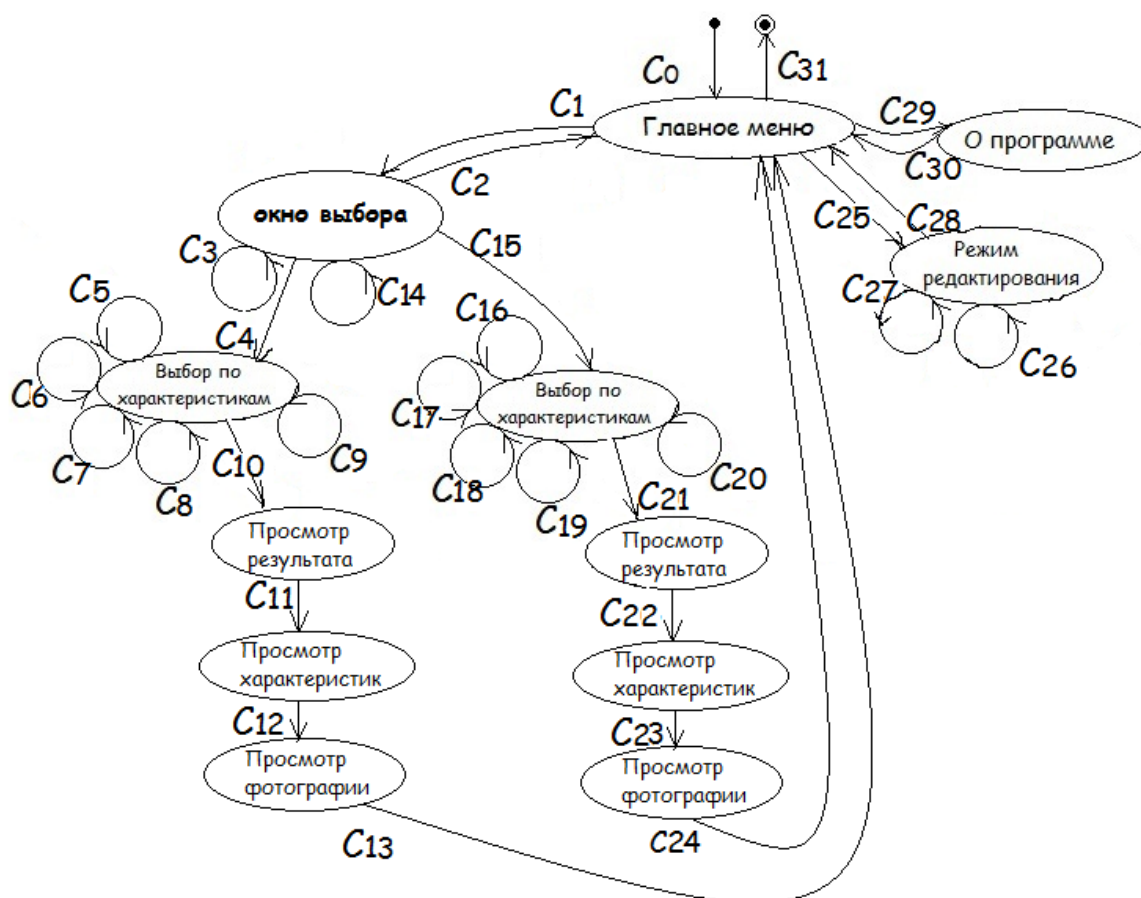 C0
C31
C1
Главное меню
C29
О программе
C30
C2
C25
C28
окно выбора
C15
C3
C14
Режим
редактирования
C27
C26
C5
C4
C16
C6
Выбор по
характеристикам
C17
Выбор по
характеристикам
C7
C10
C9
C8
C18
C21
C20
C19
Просмотр
результата
Просмотр
результата
C11
C22
Просмотр
характеристик
Просмотр
характеристик
C12
C23
Просмотр
фотографии
Просмотр
фотографии
C13
c24